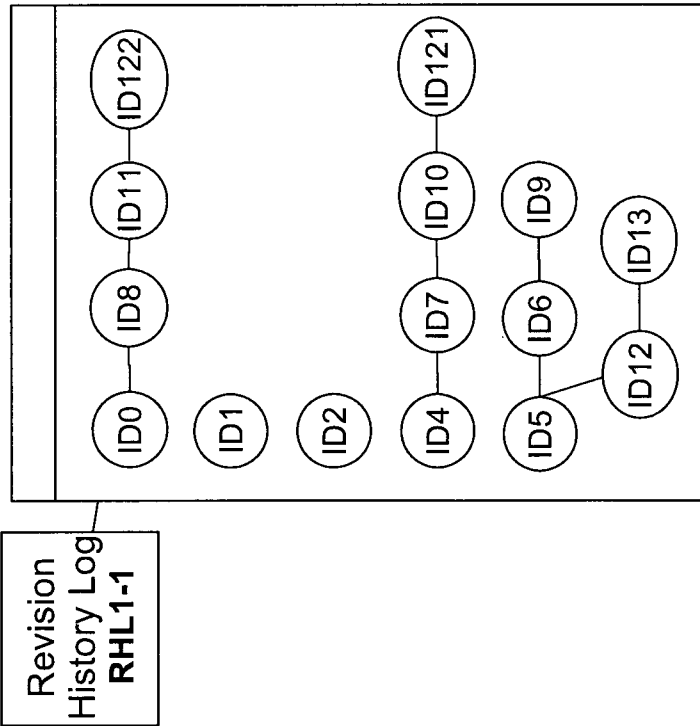 Revision
History Log
RHL1-1
ID0 ID8 ID11 ID122
ID1
ID2
ID4 ID7 ID10 ID121
ID5 ID6 ID9
ID12 ID13